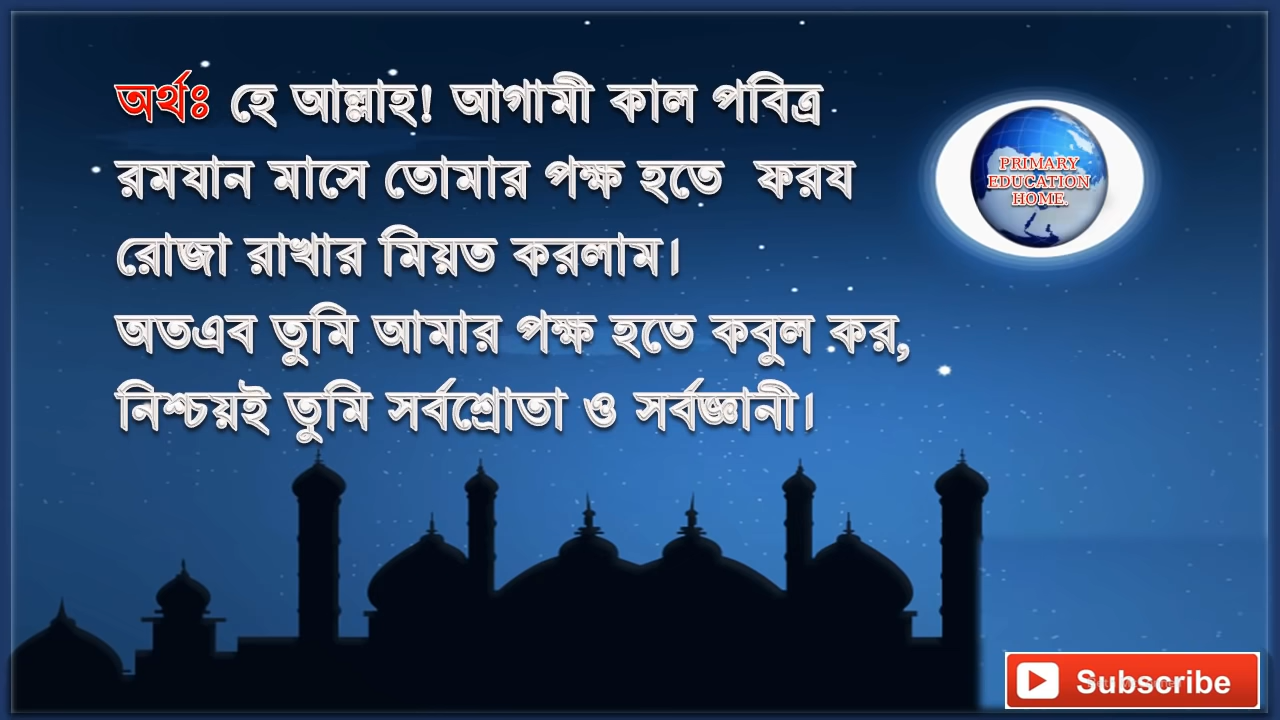 অর্থঃ হে আল্লাহ! আগামী কাল পবিত্র
রমযান মাসে তোমার পক্ষ হতে ফরয
রোজা রাখার মিয়ত করলাম।
অতএব তুমি আমার পক্ষ হতে কবুল কর,
নিশ্চয়ই তুমি সর্বশ্রোতা ও সর্বজ্ঞানী।
PRIMARY
EDUCATION
HOME.
Subscribe